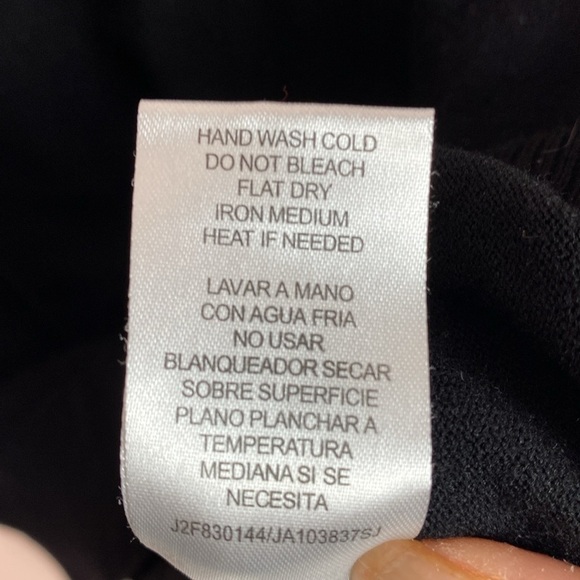 HAND WASH COLD
DO NOT BLEACH
FLAT DRY
IRON MEDIUM
HEAT IF NEEDED
LAVAR A MANO
CON AGUA FRIA
NO USAR
BLANQUEADOR SECAR
SOBRE SUPERFICIE
PLANO PLANCHAR A
TEMPERATURA
MEDIANA SI SE
NECESITA
J2F830144/JA103837SJ